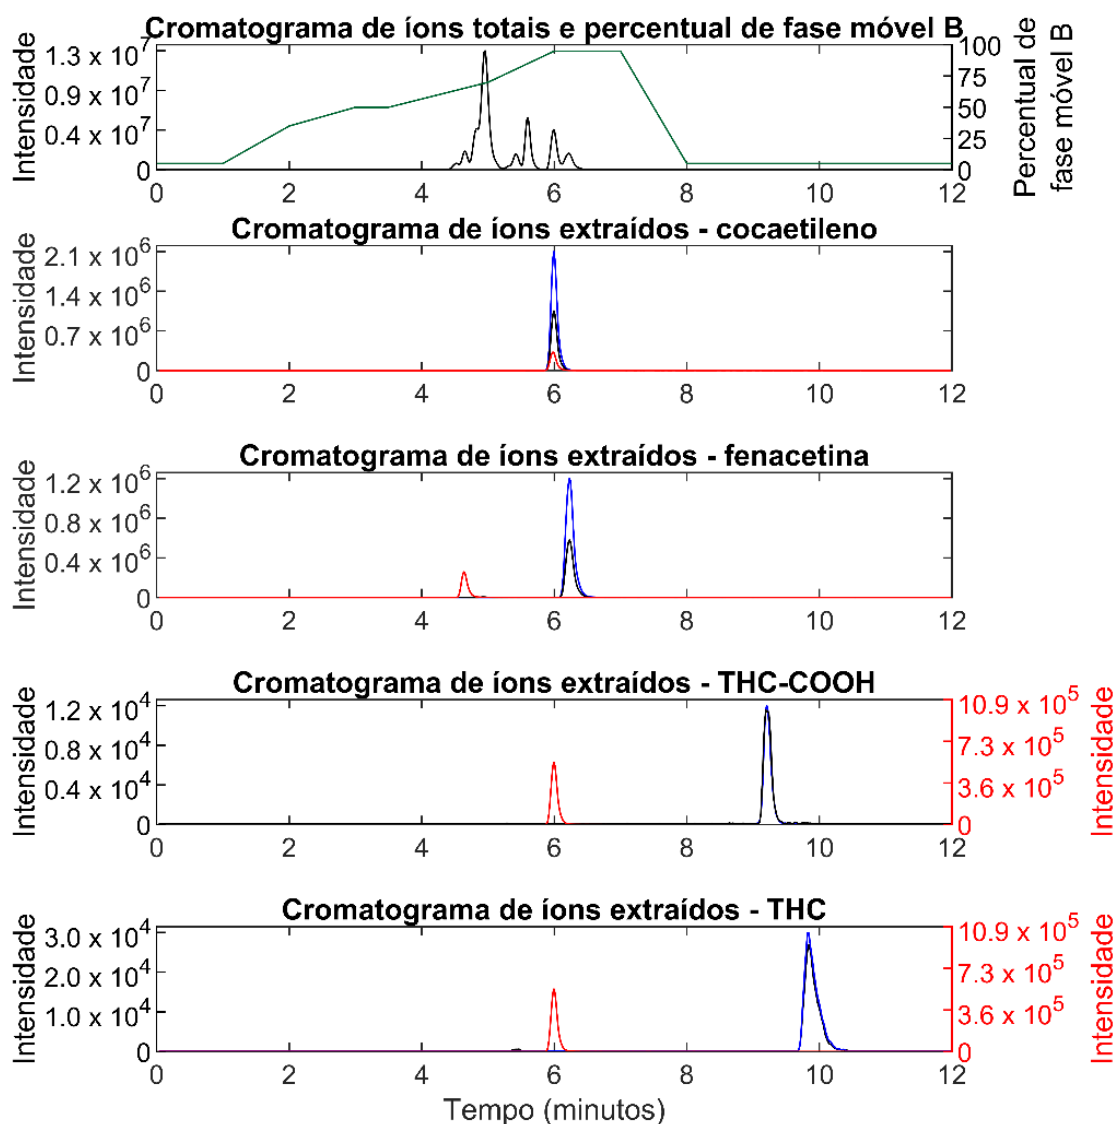 Cromatograma de íons totais e percentual de fase móvel B
Intensidade
1.3 x 10^7
0.9 x 10^7
0.4 x 10^7
0
100
75
50
25
0
Percentual de
fase móvel B
0 2 4 6 8 10 12
Cromatograma de íons extraídos - cocaetileno
Intensidade
2.1 x 10^6
1.4 x 10^6
0.7 x 10^6
0
0 2 4 6 8 10 12
Cromatograma de íons extraídos - fenacetina
Intensidade
1.2 x 10^6
0.8 x 10^6
0.4 x 10^6
0
0 2 4 6 8 10 12
Cromatograma de íons extraídos - THC-COOH
Intensidade
1.2 x 10^4
0.8 x 10^4
0.4 x 10^4
0
10.9 x 10^5
7.3 x 10^5
3.6 x 10^5
0
Intensidade
0 2 4 6 8 10 12
Cromatograma de íons extraídos - THC
Intensidade
3.0 x 10^4
2.0 x 10^4
1.0 x 10^4
0
10.9 x 10^5
7.3 x 10^5
3.6 x 10^5
0
Intensidade
0 2 4 6 8 10 12
Tempo (minutos)